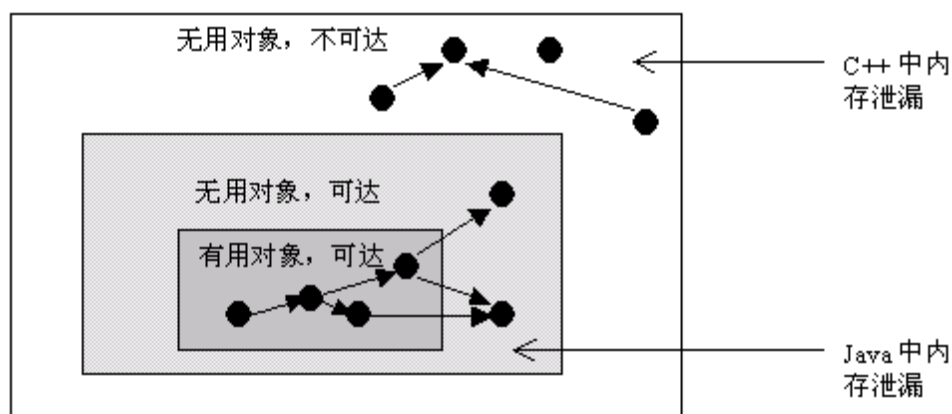 无用对象，不可达
C++ 中内
存泄漏
无用对象，可达
有用对象，可达
Java 中内
存泄漏